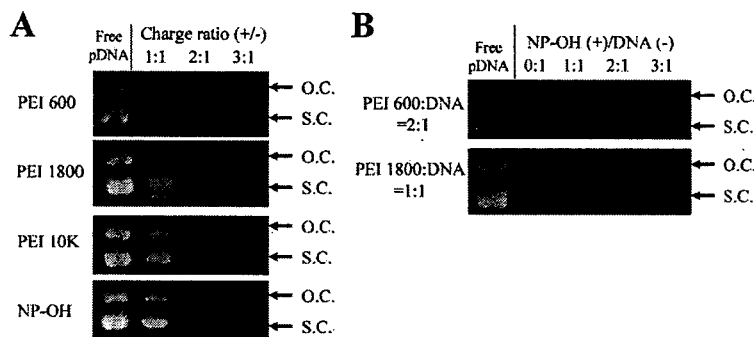 A
Free
pDNA
Charge ratio (+/-)
1:1 2:1 3:1
PEI 600
O.C.
S.C.
PEI 1800
O.C.
S.C.
PEI 10K
O.C.
S.C.
NP-OH
O.C.
S.C.
B
Free
pDNA
NP-OH (+)/DNA (-)
0:1 1:1 2:1 3:1
PEI 600:DNA
=2:1
O.C.
S.C.
PEI 1800:DNA
=1:1
O.C.
S.C.